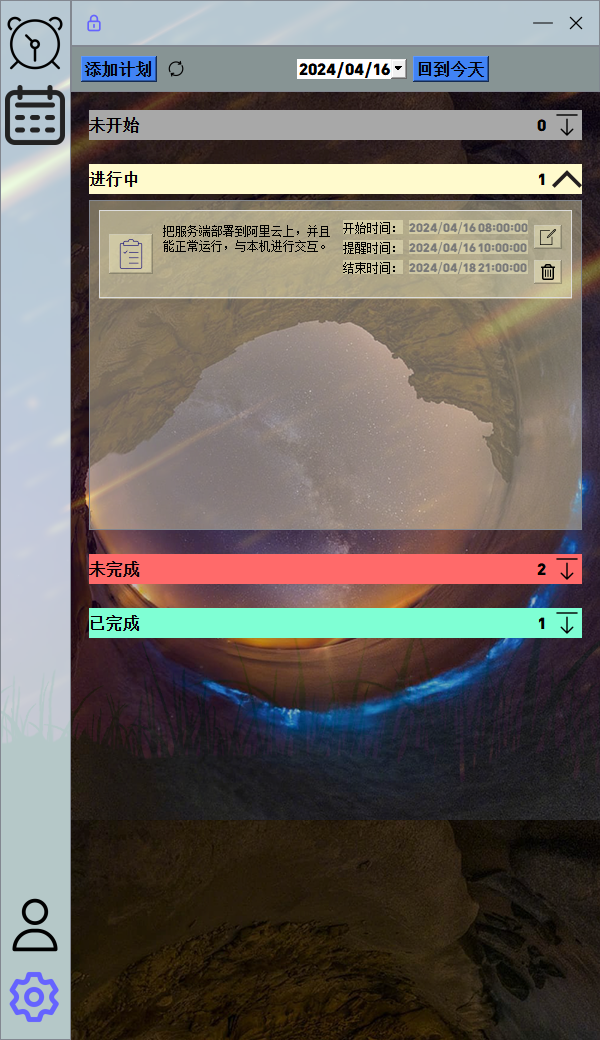 添加计划
2024/04/16
回到今天
未开始 0
进行中 1
把服务端部署到阿里云上，并且
能正常运行，与本机进行交互。
开始时间： 2024/04/16 08:00:00
提醒时间： 2024/04/16 10:00:00
结束时间： 2024/04/18 21:00:00
未完成 2
已完成 1